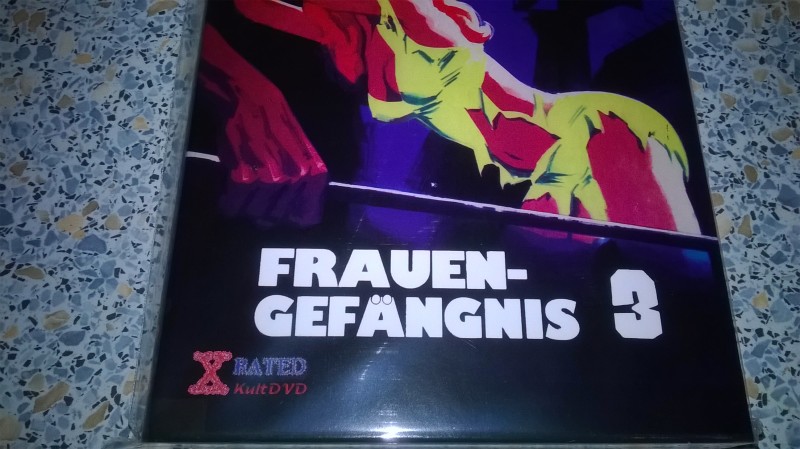 FRAUEN-
GEFÄNGNIS 3
X RATED
KultDVD